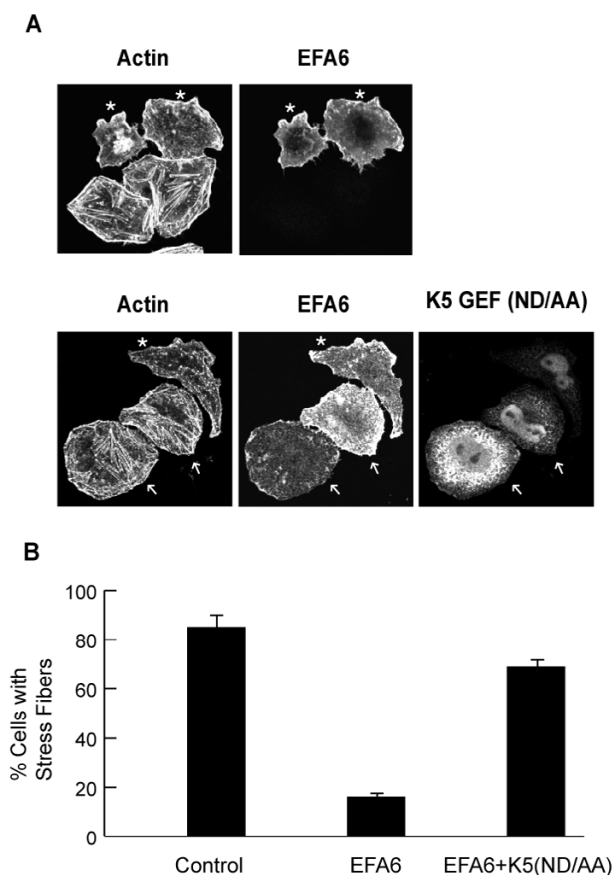 A
Actin EFA6
*
*
*
*
Actin EFA6 K5 GEF (ND/AA)
*
*
B
% Cells with
Stress Fibers
100
80
60
40
20
0
Control EFA6 EFA6+K5(ND/AA)